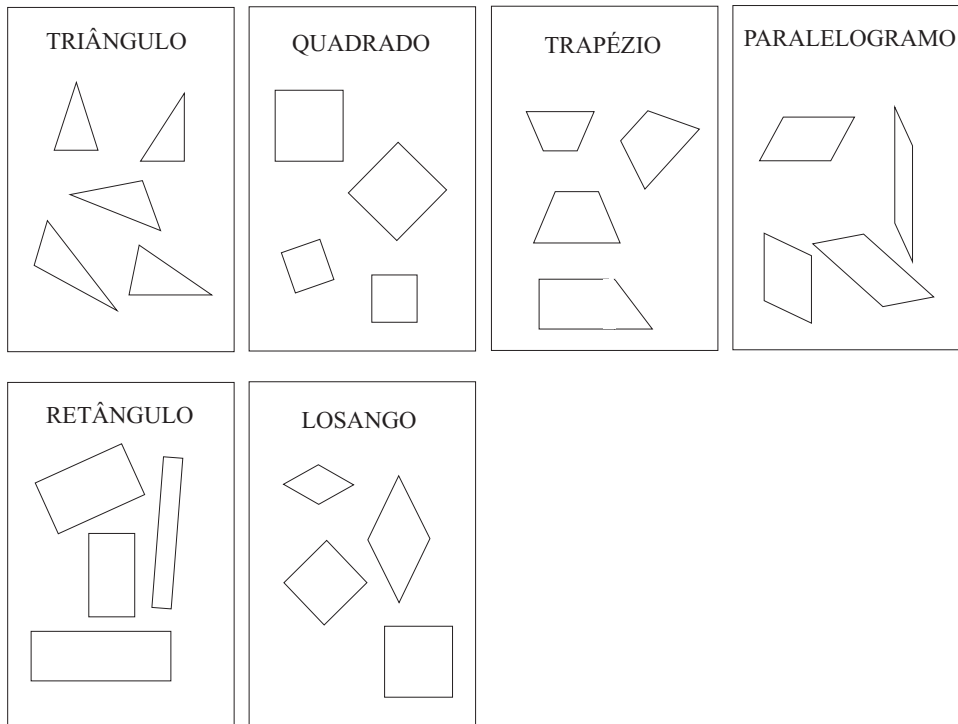 TRIÂNGULO
QUADRADO
TRAPÉZIO
PARALELOGRAMO
RETÂNGULO
LOSANGO